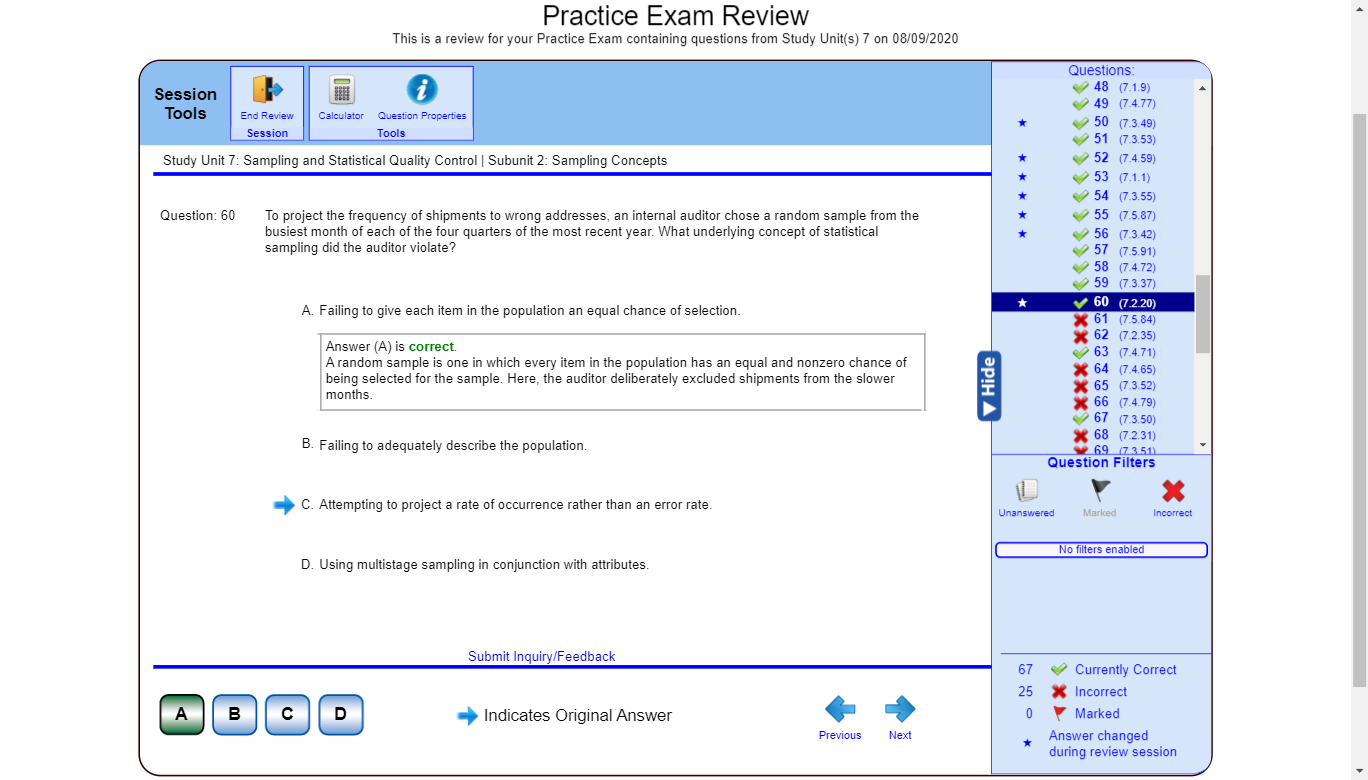 Practice Exam Review
This is a review for your Practice Exam containing questions from Study Unit(s) 7 on 08/09/2020
Session
Tools
End Review
Session
Calculator
Question Properties
Tools
Study Unit 7: Sampling and Statistical Quality Control | Subunit 2: Sampling Concepts
Question: 60
To project the frequency of shipments to wrong addresses, an internal auditor chose a random sample from the
busiest month of each of the four quarters of the most recent year. What underlying concept of statistical
sampling did the auditor violate?
A. Failing to give each item in the population an equal chance of selection.
Answer (A) is correct.
A random sample is one in which every item in the population has an equal and nonzero chance of
being selected for the sample. Here, the auditor deliberately excluded shipments from the slower
months.
B. Failing to adequately describe the population.
C. Attempting to project a rate of occurrence rather than an error rate.
D. Using multistage sampling in conjunction with attributes.
Submit Inquiry/Feedback
A B C D
Indicates Original Answer
Previous
Next
Questions:
48 (7.1.9)
49 (7.4.77)
50 (7.3.49)
51 (7.3.53)
52 (7.4.59)
53 (7.1.1)
54 (7.3.55)
55 (7.5.87)
56 (7.3.42)
57 (7.5.91)
58 (7.4.72)
59 (7.3.37)
60 (7.2.20)
61 (7.5.84)
62 (7.2.35)
63 (7.4.71)
64 (7.4.65)
65 (7.3.52)
66 (7.4.79)
67 (7.3.50)
68 (7.2.31)
69 (7.3.51)
Hide
Question Filters
Unanswered
Marked
Incorrect
No filters enabled
67 Currently Correct
25 Incorrect
0 Marked
Answer changed
during review session